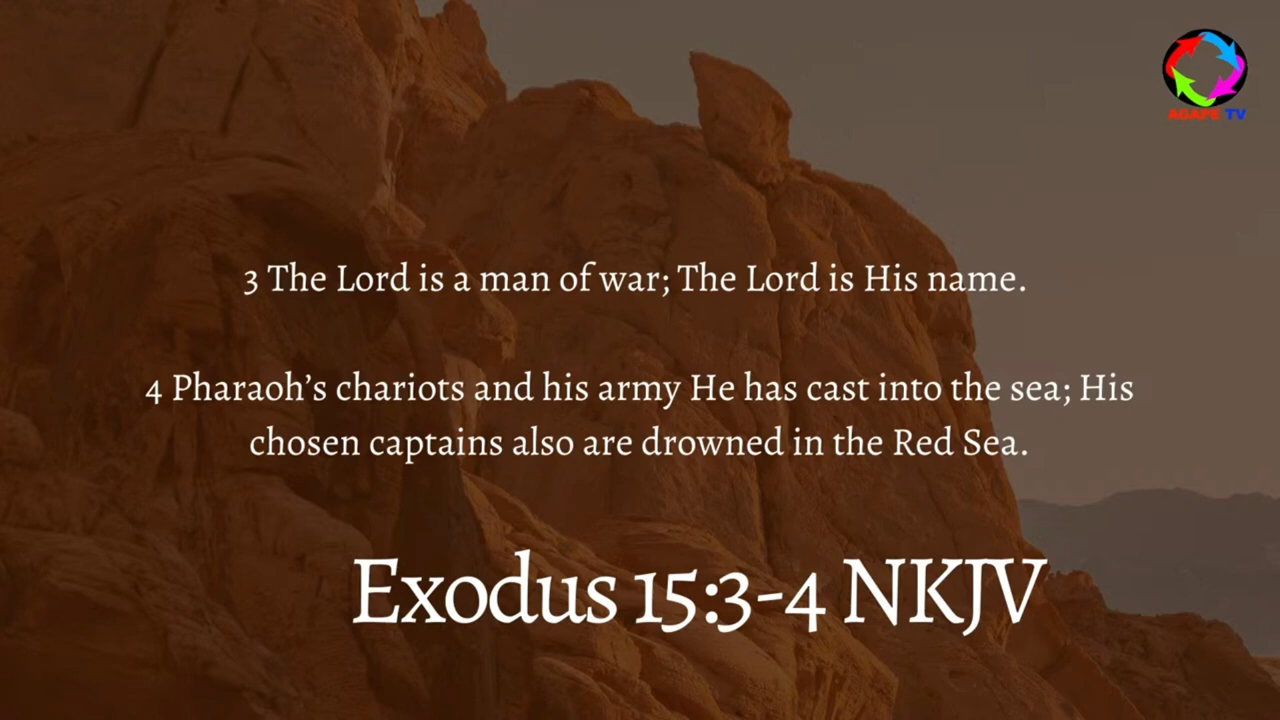 AGAPE TV
3 The Lord is a man of war; The Lord is His name.
4 Pharaoh’s chariots and his army He has cast into the sea; His
chosen captains also are drowned in the Red Sea.
Exodus 15:3-4 NKJV